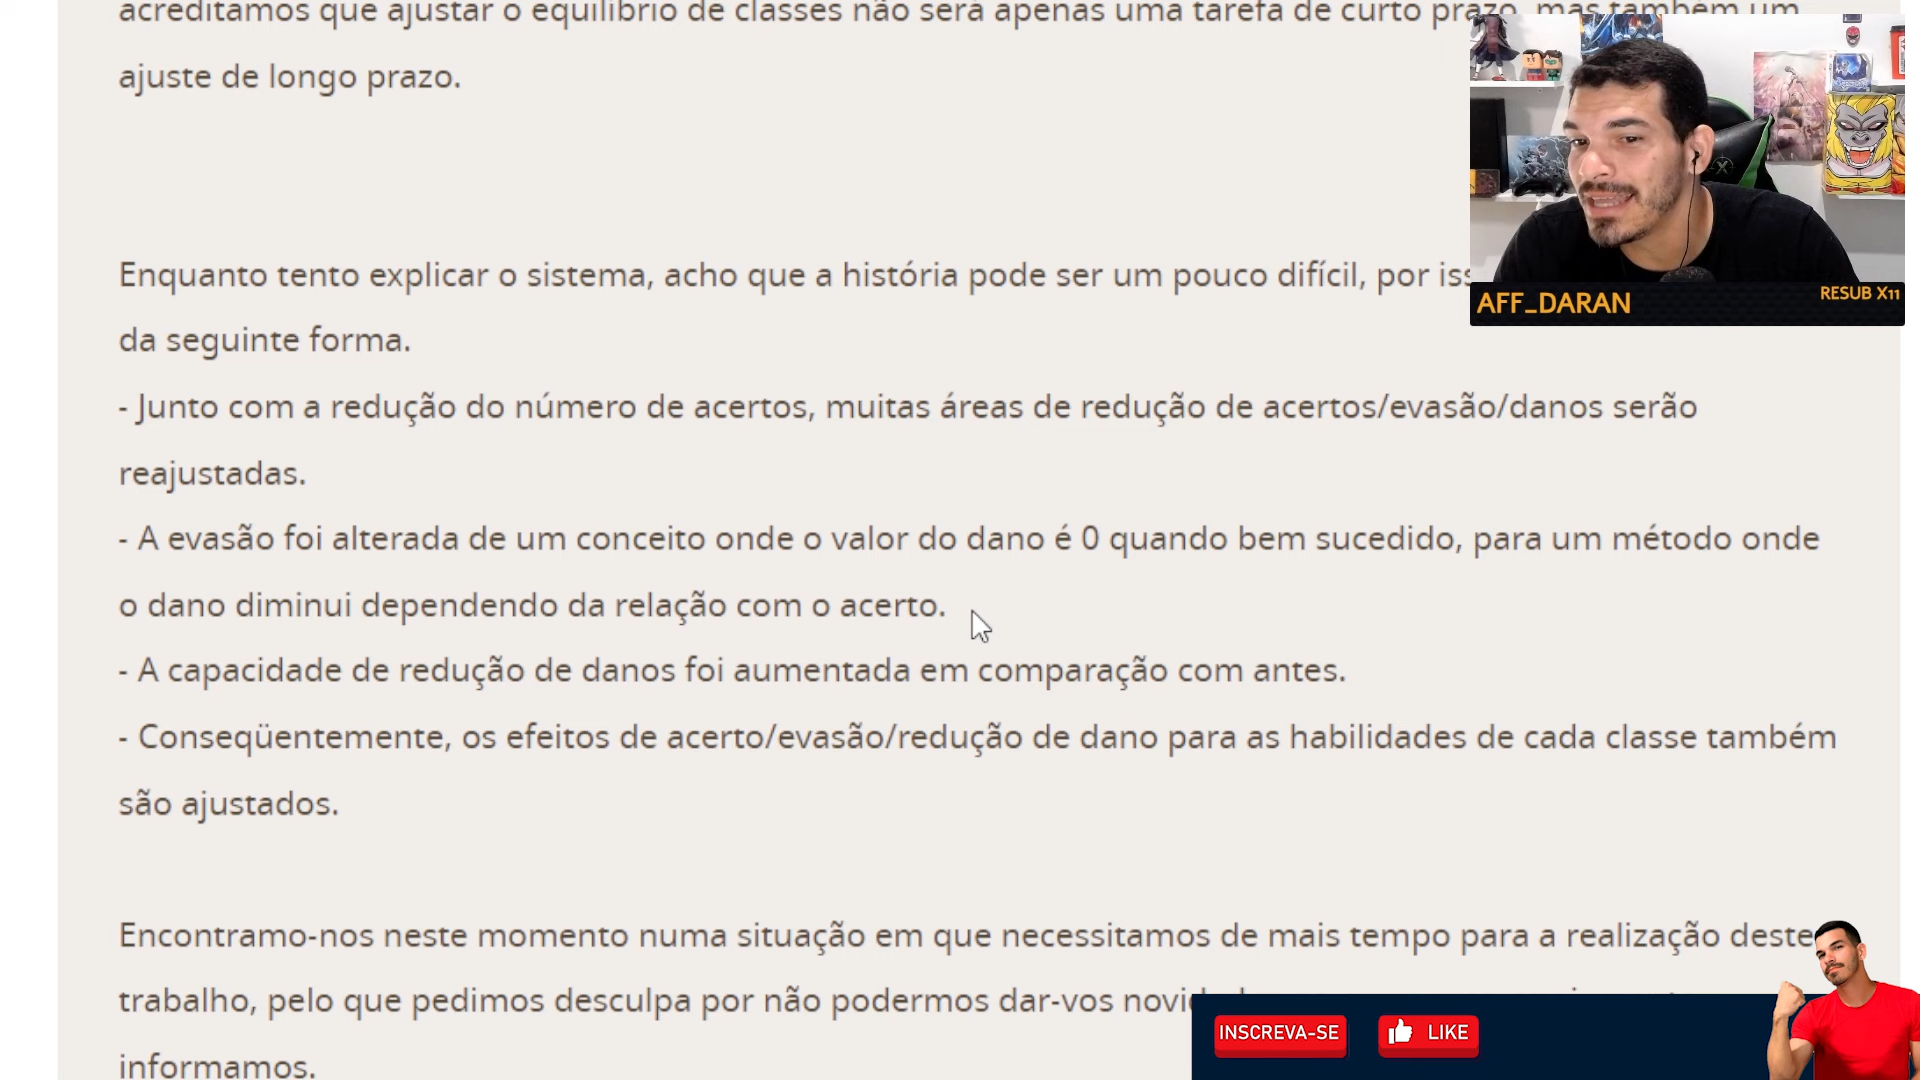 acreditamos que ajustar o equilíbrio de classes não será apenas uma tarefa de curto prazo, mas também um
ajuste de longo prazo.
Enquanto tento explicar o sistema, acho que a história pode ser um pouco difícil, por
da seguinte forma.
- Junto com a redução do número de acertos, muitas áreas de redução de acertos/evasão/danos serão
reajustadas.
- A evasão foi alterada de um conceito onde o valor do dano é 0 quando bem sucedido, para um método onde
o dano diminui dependendo da relação com o acerto.
- A capacidade de redução de danos foi aumentada em comparação com antes.
- Conseqüentemente, os efeitos de acerto/evasão/redução de dano para as habilidades de cada classe também
são ajustados.
Encontramo-nos neste momento numa situação em que necessitamos de mais tempo para a realização deste
trabalho, pelo que pedimos desculpa por não podermos dar-vos
informamos.
AFF_DARAN
RESUB X11
INSCREVA-SE
LIKE